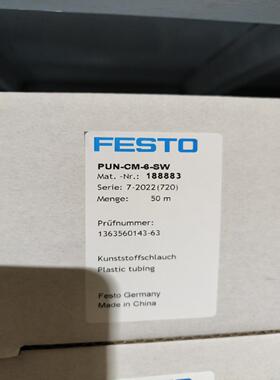 FESTO
PUN-CM-6-SW
Mat. -Nr.: 188883
Serie: 7-2022(720)
Menge: 50 m
Prüfnummer:
1363560143-63
Kunststoffschlauch
Plastic tubing
Festo Germany
Made in China